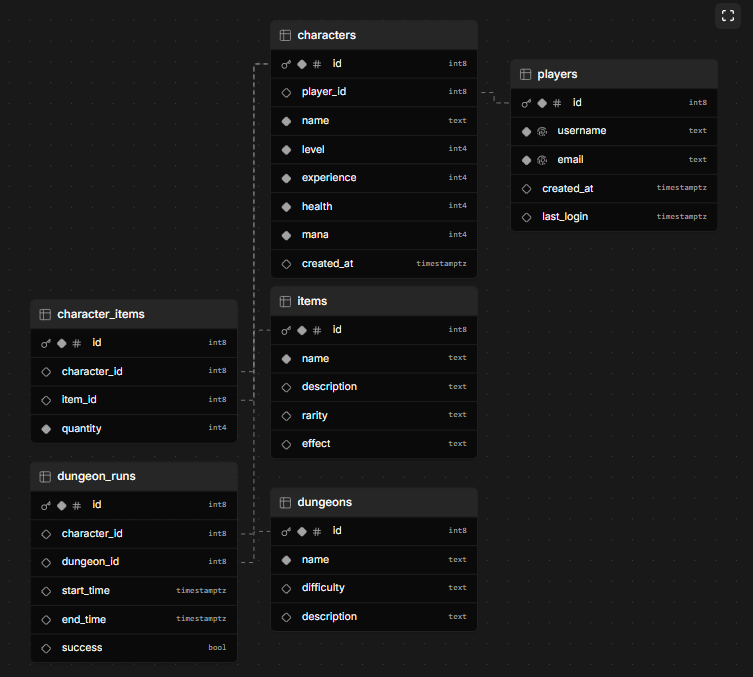 characters
id int8
player_id int8
name text
level int4
experience int4
health int4
mana int4
created_at timestamptz
players
id int8
username text
email text
created_at timestamptz
last_login timestamptz
character_items
id int8
character_id int8
item_id int8
quantity int4
items
id int8
name text
description text
rarity text
effect text
dungeon_runs
id int8
character_id int8
dungeon_id int8
start_time timestamptz
end_time timestamptz
success bool
dungeons
id int8
name text
difficulty text
description text